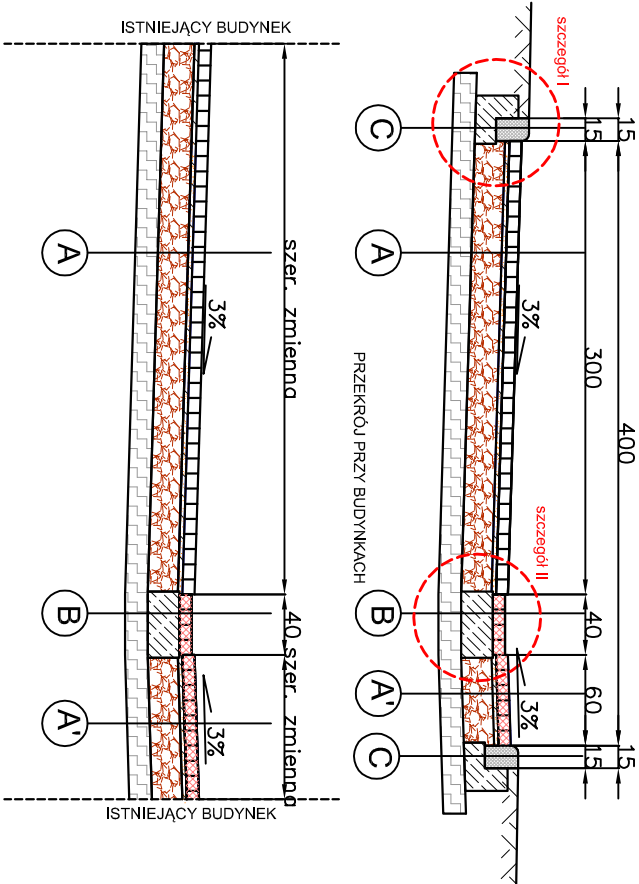 15
400
15
15
300
40
60
15
szczegół I
szczegół II
3%
3%
C
A
B
A'
C
PRZEKRÓJ PRZY BUDYNKACH
ISTNIEJĄCY BUDYNEK
ISTNIEJĄCY BUDYNEK
szer. zmienna
40
szer. zmienna
3%
3%
A
B
A'